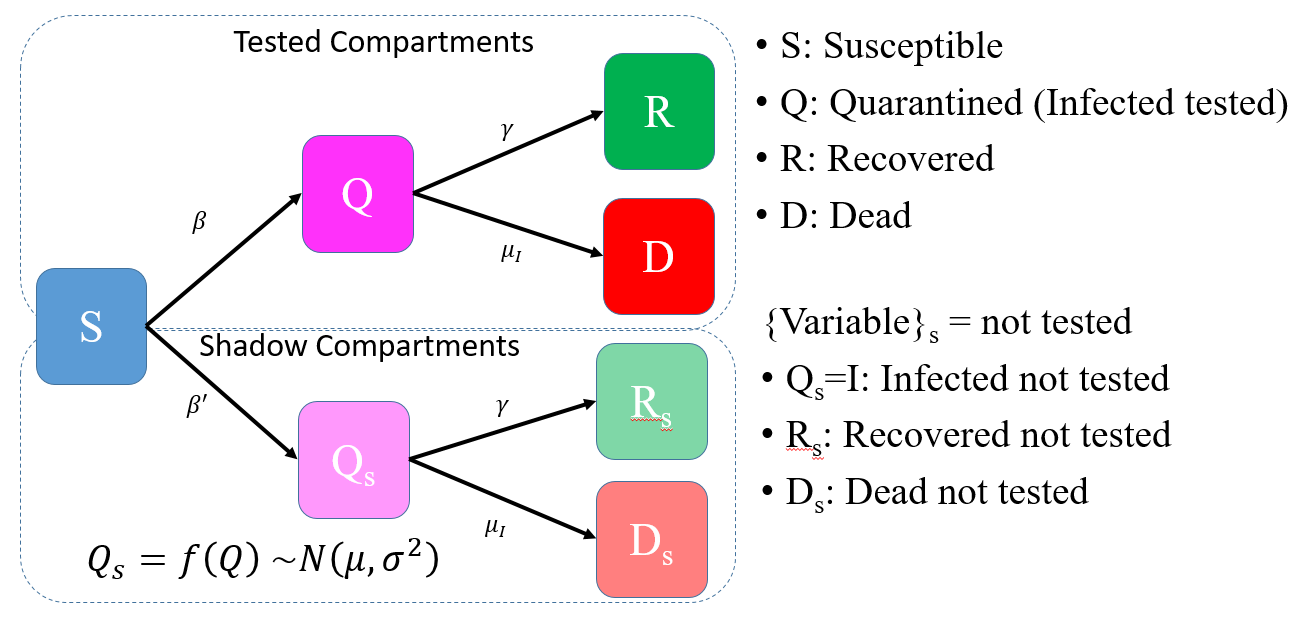 Tested Compartments
S
β
Q
γ
R
μ_I
D
Shadow Compartments
β′
Q_s
γ
R_s
μ_I
D_s
Q_s = f(Q) ~N(μ, σ²)
• S: Susceptible
• Q: Quarantined (Infected tested)
• R: Recovered
• D: Dead
{Variable}_s = not tested
• Q_s=I: Infected not tested
• R_s: Recovered not tested
• D_s: Dead not tested